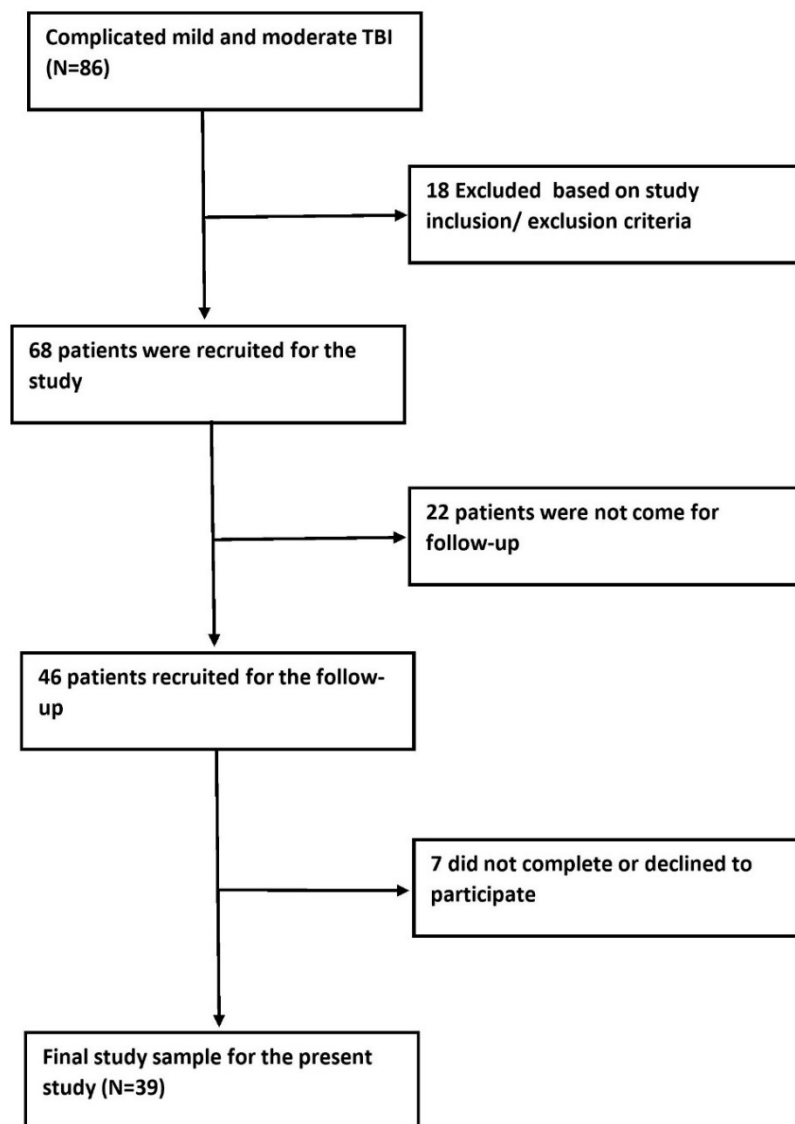 Complicated mild and moderate TBI
(N=86)
18 Excluded based on study
inclusion/ exclusion criteria
68 patients were recruited for the
study
22 patients were not come for
follow-up
46 patients recruited for the follow-
up
7 did not complete or declined to
participate
Final study sample for the present
study (N=39)